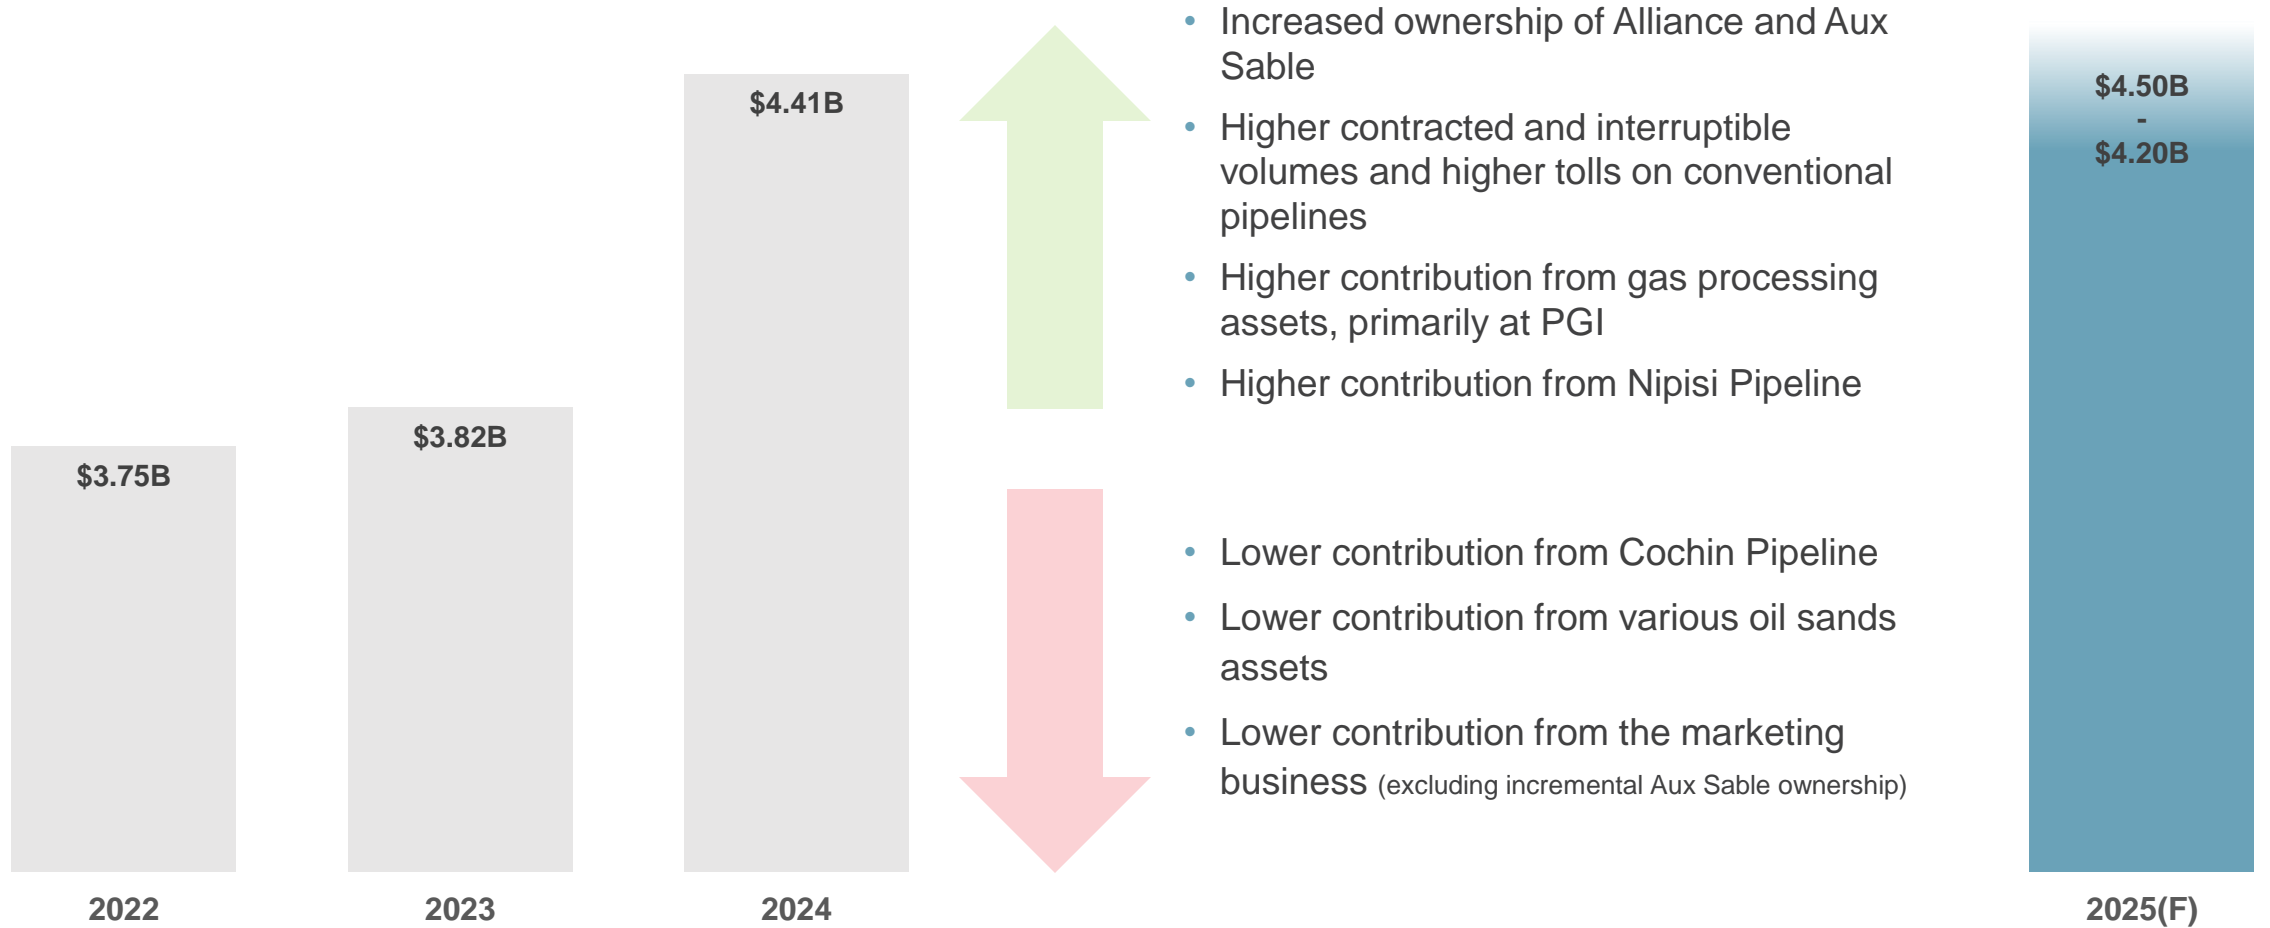 $3.75B
2022
$3.82B
2023
$4.41B
2024
• Increased ownership of Alliance and Aux
Sable
• Higher contracted and interruptible
volumes and higher tolls on conventional
pipelines
• Higher contribution from gas processing
assets, primarily at PGI
• Higher contribution from Nipisi Pipeline
• Lower contribution from Cochin Pipeline
• Lower contribution from various oil sands
assets
• Lower contribution from the marketing
business (excluding incremental Aux Sable ownership)
$4.50B
-
$4.20B
2025(F)